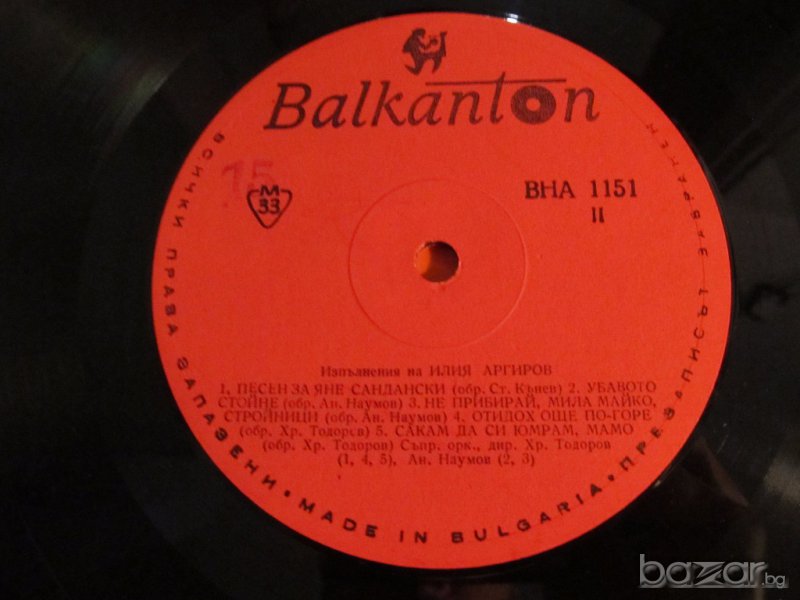 Balkanton
15
М
33
ВНА 1151
II
Изпълнения на ИЛИЯ АРГИРОВ
1. ПЕСЕН ЗА ЯНЕ САНДАНСКИ (обр. Ст. Кънев) 2. УБАВОТО
СТОЙНЕ (обр. Ан. Наумов) 3. НЕ ПРИБИРАЙ, МИЛА МАЙКО,
СТРОЙНИЦИ (обр. Ан. Наумов) 4. ОТИДОХ ОЩЕ ПО-ГОРЕ
(обр. Хр. Тодоров) 5. САКАМ ДА СИ ЮМРАМ, МАМО
(обр. Хр. Тодоров) Съпр. орк., дир. Хр. Тодоров
(1, 4, 5), Ан. Наумов (2, 3)
ВСИЧКИ ПРАВА ЗАПАЗЕНИ • MADE IN BULGARIA • ПРЕЗАПИСЪТ ЗАБРАНЕН
bazar.bg